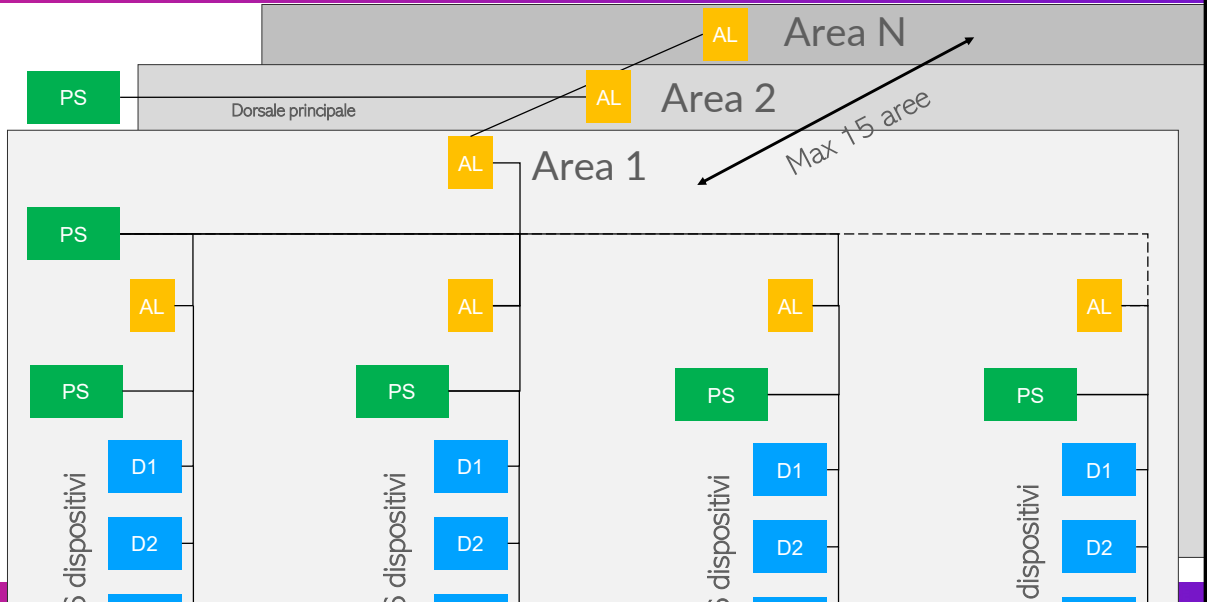 AL
Area N
PS
Dorsale principale
AL
Area 2
Max 15 aree
AL
Area 1
PS
AL
AL
AL
AL
PS
PS
PS
PS
D1
D1
D1
D1
dispositivi
dispositivi
dispositivi
dispositivi
D2
D2
D2
D2